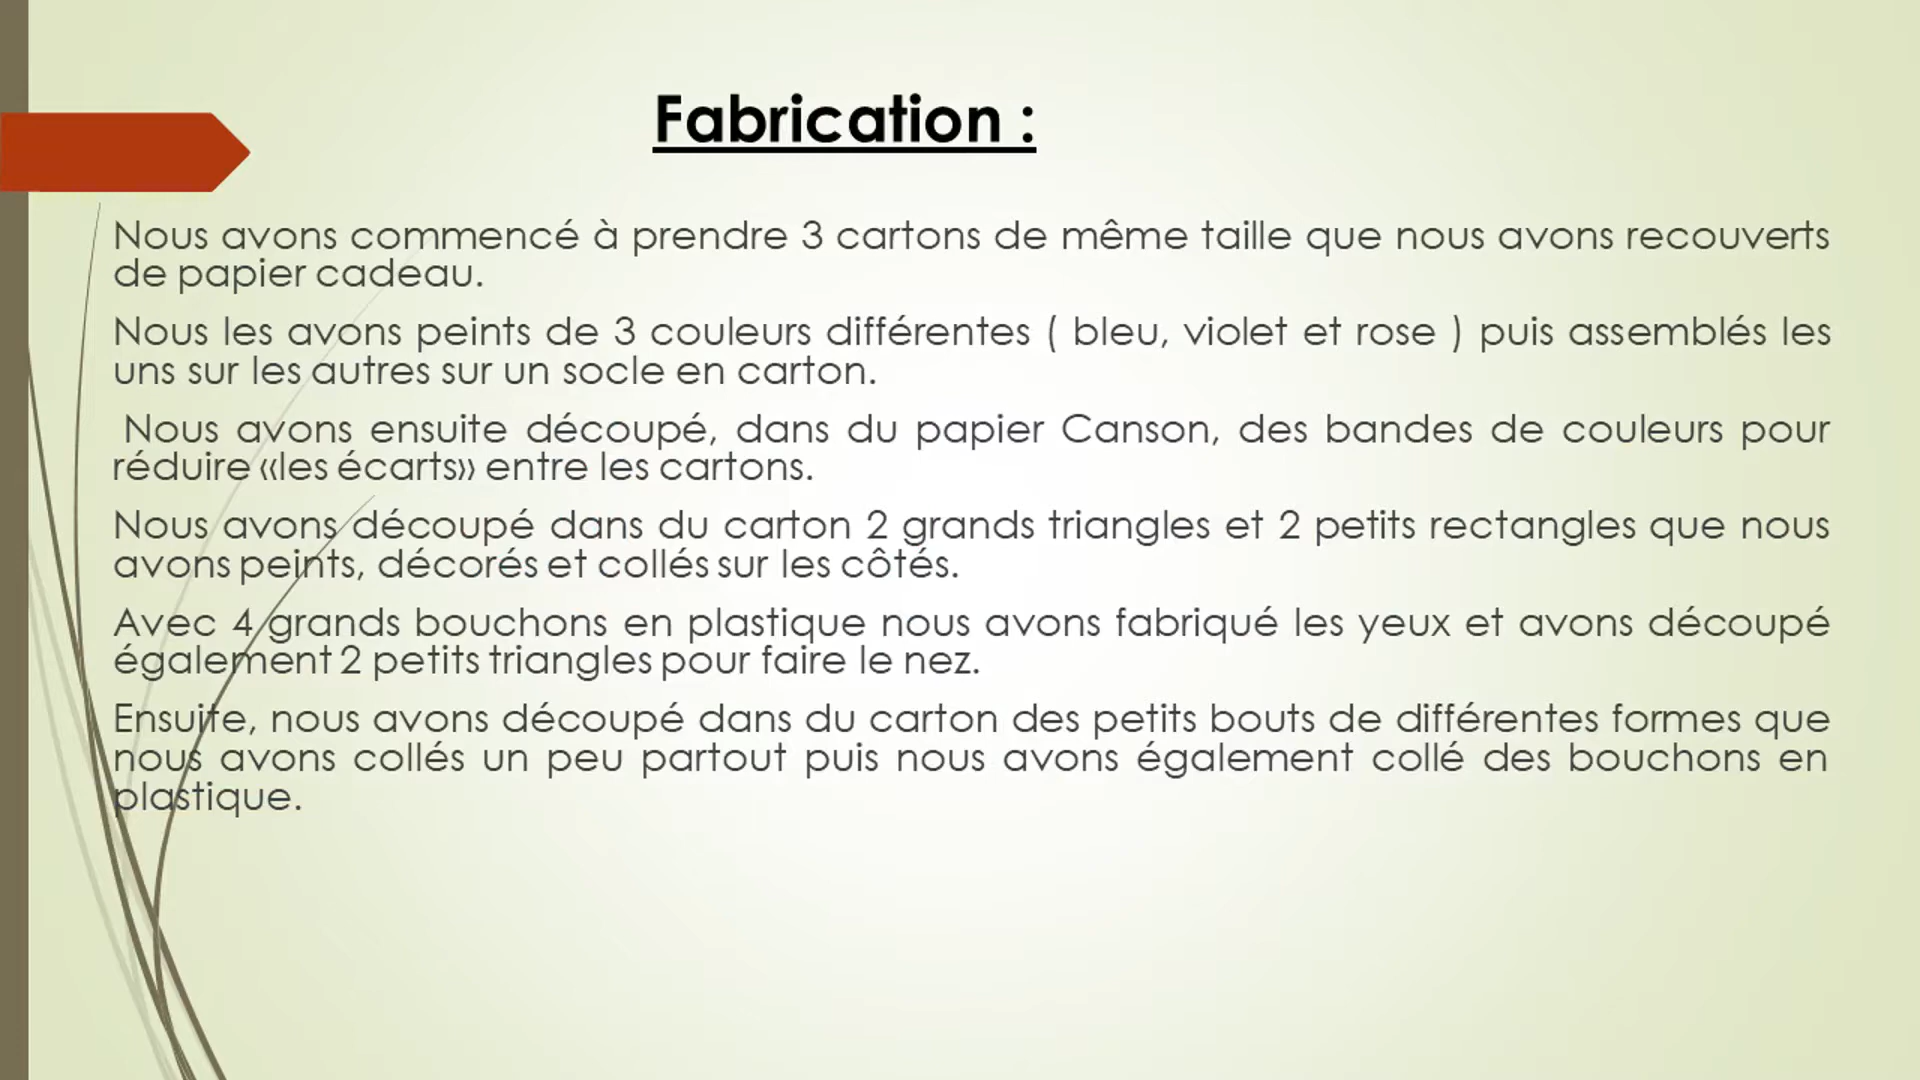 Fabrication :
Nous avons commencé à prendre 3 cartons de même taille que nous avons recouverts
de papier cadeau.
Nous les avons peints de 3 couleurs différentes ( bleu, violet et rose ) puis assemblés les
uns sur les autres sur un socle en carton.
Nous avons ensuite découpé, dans du papier Canson, des bandes de couleurs pour
réduire «les écarts» entre les cartons.
Nous avons découpé dans du carton 2 grands triangles et 2 petits rectangles que nous
avons peints, décorés et collés sur les côtés.
Avec 4 grands bouchons en plastique nous avons fabriqué les yeux et avons découpé
également 2 petits triangles pour faire le nez.
Ensuite, nous avons découpé dans du carton des petits bouts de différentes formes que
nous avons collés un peu partout puis nous avons également collé des bouchons en
plastique.